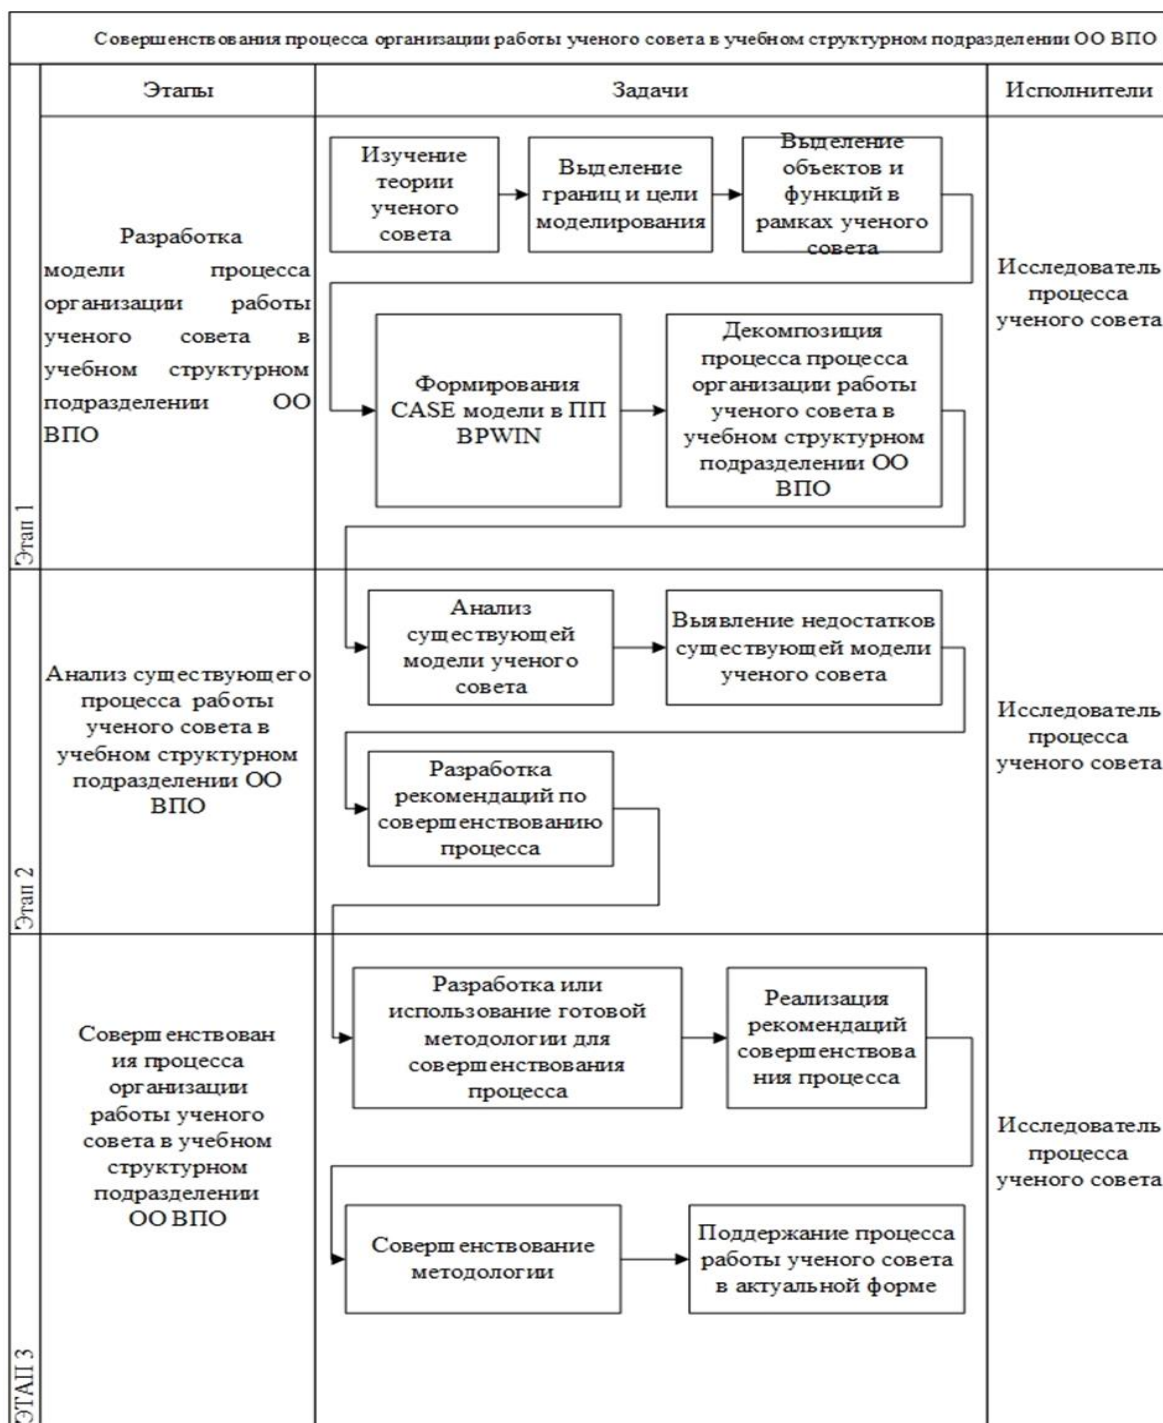 Совершенствования процесса организации работы ученого совета в учебном структурном подразделении ОО ВПО
Этапы
Задачи
Исполнители
Этап 1
Разработка
модели процесса
организации работы
ученого совета в
учебном структурном
подразделении ОО
ВПО
Изучение
теории
ученого
совета
Выделение
границ и цели
моделирования
Выделение
объектов и
функций в
рамках ученого
совета
Формирования
CASE модели в ПП
BPWIN
Декомпозиция
процесса процесса
организации работы
ученого совета в
учебном структурном
подразделении ОО
ВПО
Исследователь
процесса
ученого совета
Этап 2
Анализ существующего
процесса работы
ученого совета в
учебном структурном
подразделении ОО
ВПО
Анализ
существующей
модели ученого
совета
Выявление недостатков
существующей модели
ученого совета
Разработка
рекомендаций по
совершенствованию
процесса
Исследователь
процесса
ученого совета
ЭТАП 3
Совершенствован
ия процесса
организации
работы ученого
совета в учебном
структурном
подразделении
ОО ВПО
Разработка или
использование готовой
методологии для
совершенствования
процесса
Реализация
рекомендаций
совершенствова
ния процесса
Совершенствование
методологии
Поддержание процесса
работы ученого совета
в актуальной форме
Исследователь
процесса
ученого совета